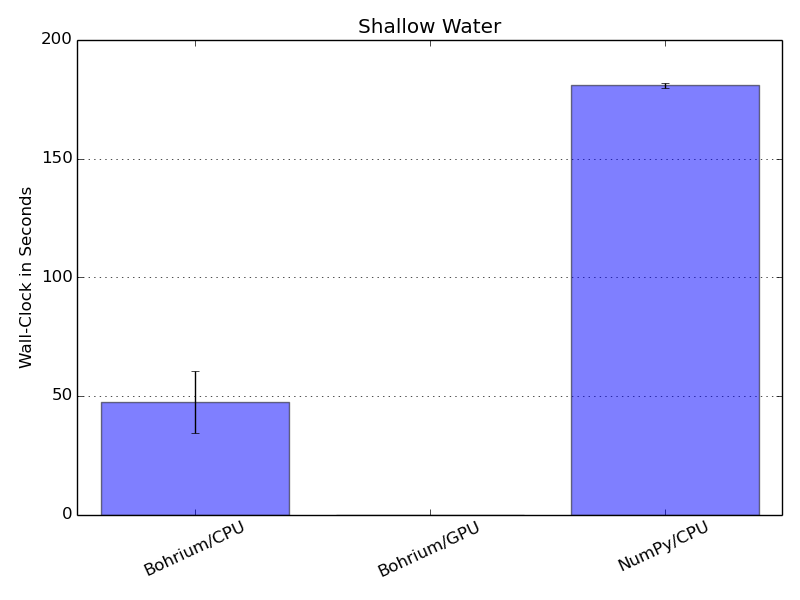 Shallow Water
Wall-Clock in Seconds
200
150
100
50
0
Bohrium/CPU
Bohrium/GPU
NumPy/CPU